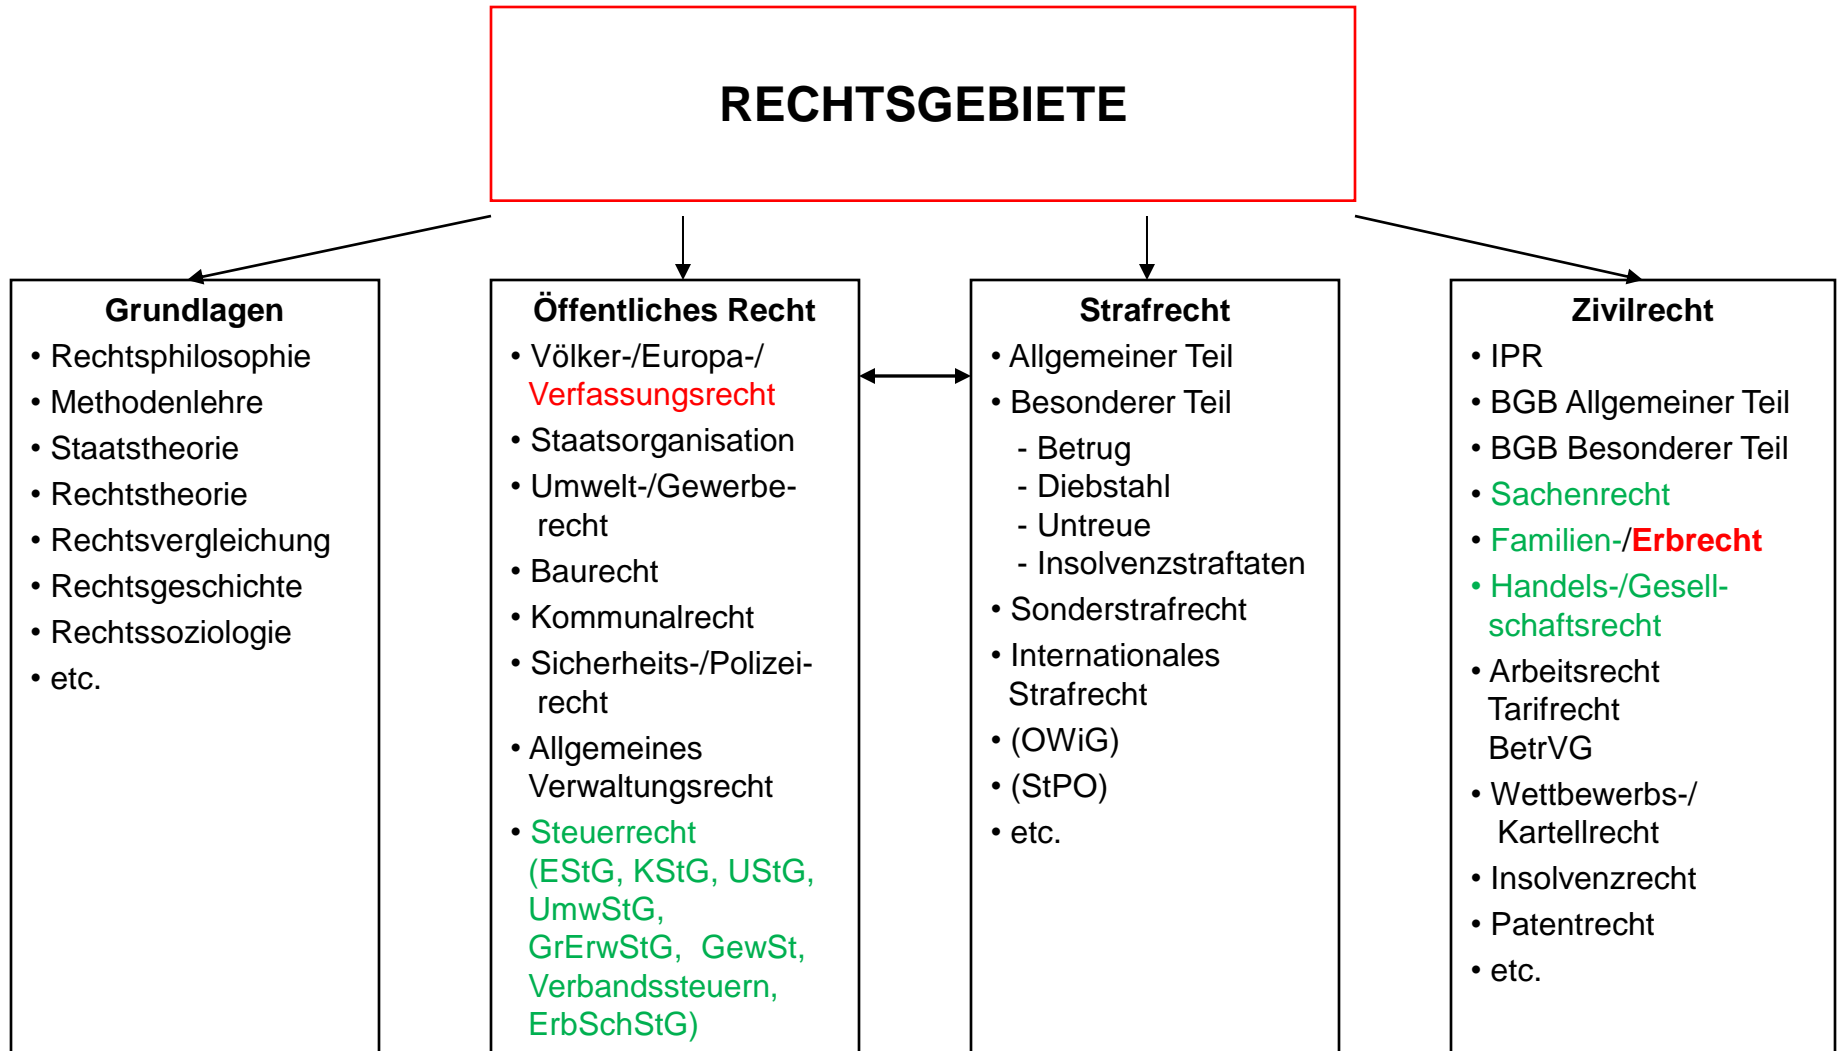 RECHTSGEBIETE
Grundlagen
• Rechtsphilosophie
• Methodenlehre
• Staatstheorie
• Rechtstheorie
• Rechtsvergleichung
• Rechtsgeschichte
• Rechtssoziologie
• etc.
Öffentliches Recht
• Völker-/Europa-/
Verfassungsrecht
• Staatsorganisation
• Umwelt-/Gewerbe-
recht
• Baurecht
• Kommunalrecht
• Sicherheits-/Polizei-
recht
• Allgemeines
Verwaltungsrecht
• Steuerrecht
(EStG, KStG, UStG,
UmwStG,
GrErwStG, GewSt,
Verbandssteuern,
ErbSchStG)
Strafrecht
• Allgemeiner Teil
• Besonderer Teil
- Betrug
- Diebstahl
- Untreue
- Insolvenzstraftaten
• Sonderstrafrecht
• Internationales
Strafrecht
• (OWiG)
• (StPO)
• etc.
Zivilrecht
• IPR
• BGB Allgemeiner Teil
• BGB Besonderer Teil
• Sachenrecht
• Familien-/Erbrecht
• Handels-/Gesell-
schaftsrecht
• Arbeitsrecht
Tarifrecht
BetrVG
• Wettbewerbs-/
Kartellrecht
• Insolvenzrecht
• Patentrecht
• etc.